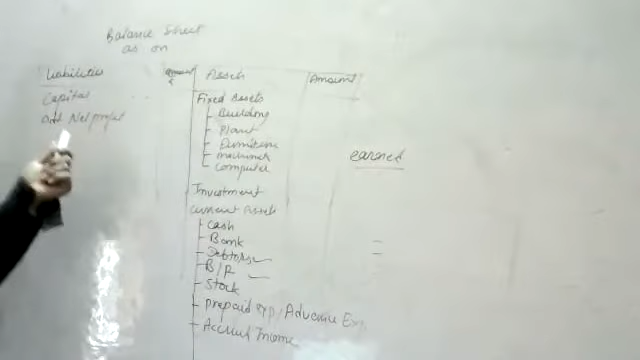 Balance Sheet
as on
Liabilities Amount Assets Amount
Capital
Add Net profit
Fixed Assets
Building
Plant
Furniture
Machinery
Computer
earned
Investment
Current Assets
Cash
Bank
Debtors
B/R
Stock
Prepaid Exp/Advance Exp
Accrued Income